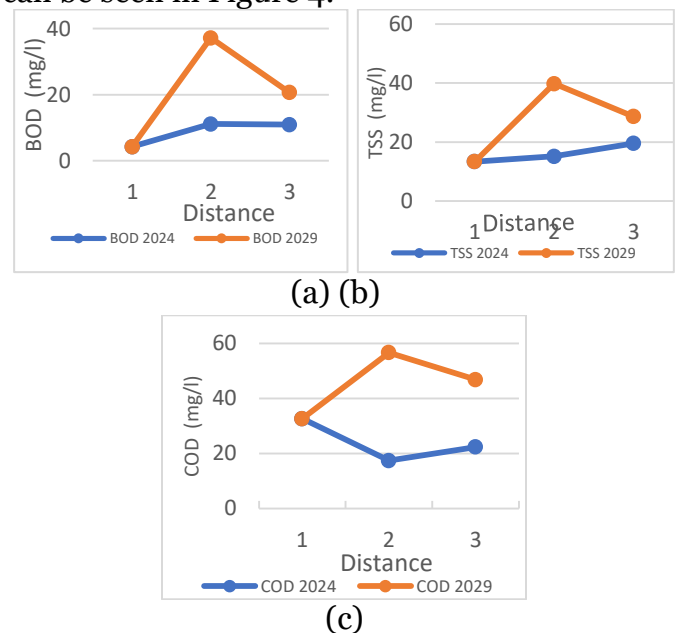 can be seen in Figure 4.
40
20
0
BOD (mg/l)
1 2 3
Distance
BOD 2024 BOD 2029
60
40
20
0
TSS (mg/l)
1 2 3
Distance
TSS 2024 TSS 2029
(a) (b)
60
40
20
0
COD (mg/l)
1 2 3
Distance
COD 2024 COD 2029
(c)